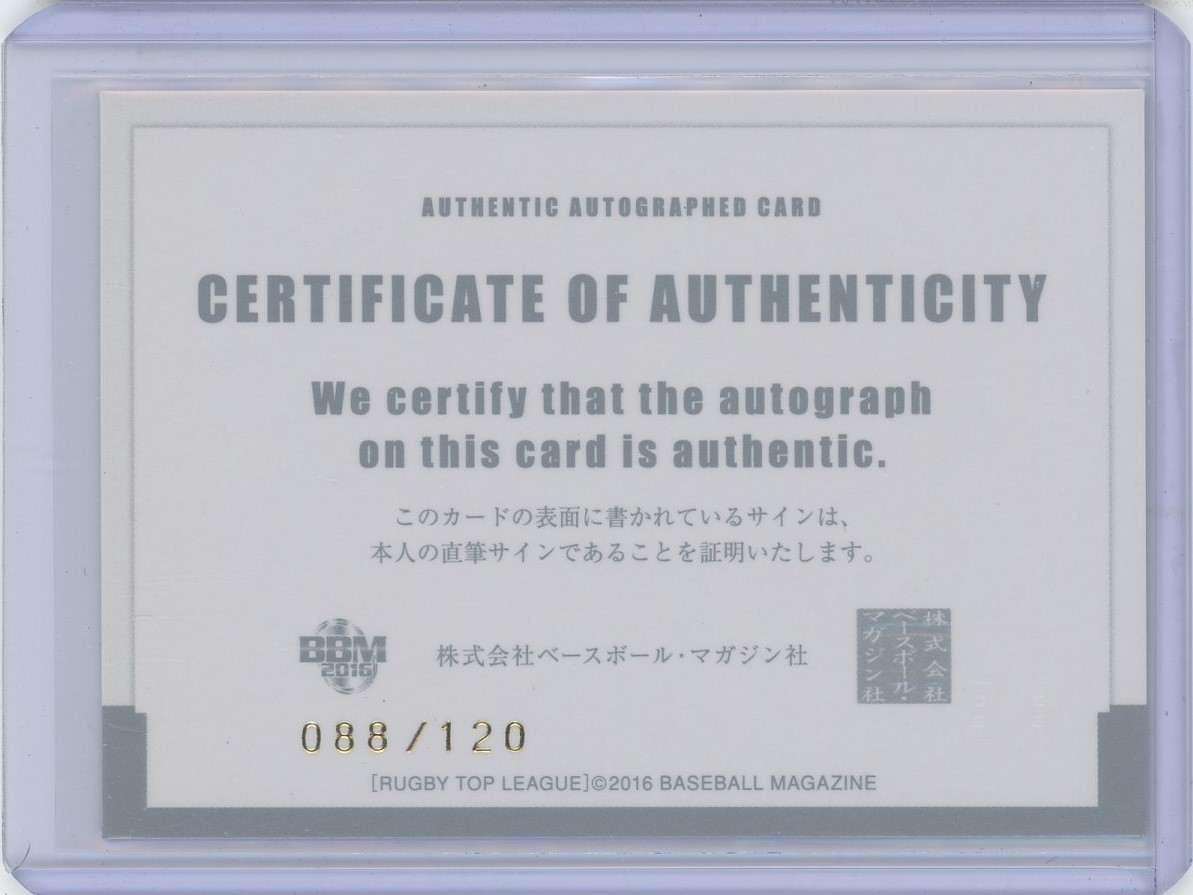 AUTHENTIC AUTOGRAPHED CARD
CERTIFICATE OF AUTHENTICITY
We certify that the autograph
on this card is authentic.
このカードの表面に書かれているサインは、
本人の直筆サインであることを証明いたします。
BBM
2016
株式会社ベースボール・マガジン社
株式会社
ベースボール・
マガジン社
088/120
[RUGBY TOP LEAGUE]©2016 BASEBALL MAGAZINE